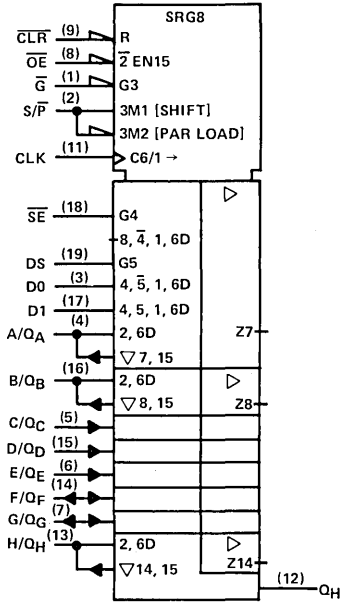 SRG8
C̅L̅R̅ (9) R
O̅E̅ (8) 2̅ EN15
G̅ (1) G3
S/P̅ (2) 3M1 [SHIFT]
3M2 [PAR LOAD]
CLK (11) C6/1 →
▷
S̅E̅ (18) G4
8, 4̅, 1, 6D
DS (19) G5
D0 (3) 4, 5̅, 1, 6D
D1 (17) 4, 5, 1, 6D
A/QA (4) 2, 6D Z7
▽ 7, 15
B/QB (16) 2, 6D ▷
▽ 8, 15 Z8
C/QC (5)
D/QD (15)
E/QE (6)
F/QF (14)
G/QG (7)
H/QH (13) 2, 6D ▷
▽ 14, 15 Z14
(12) QH